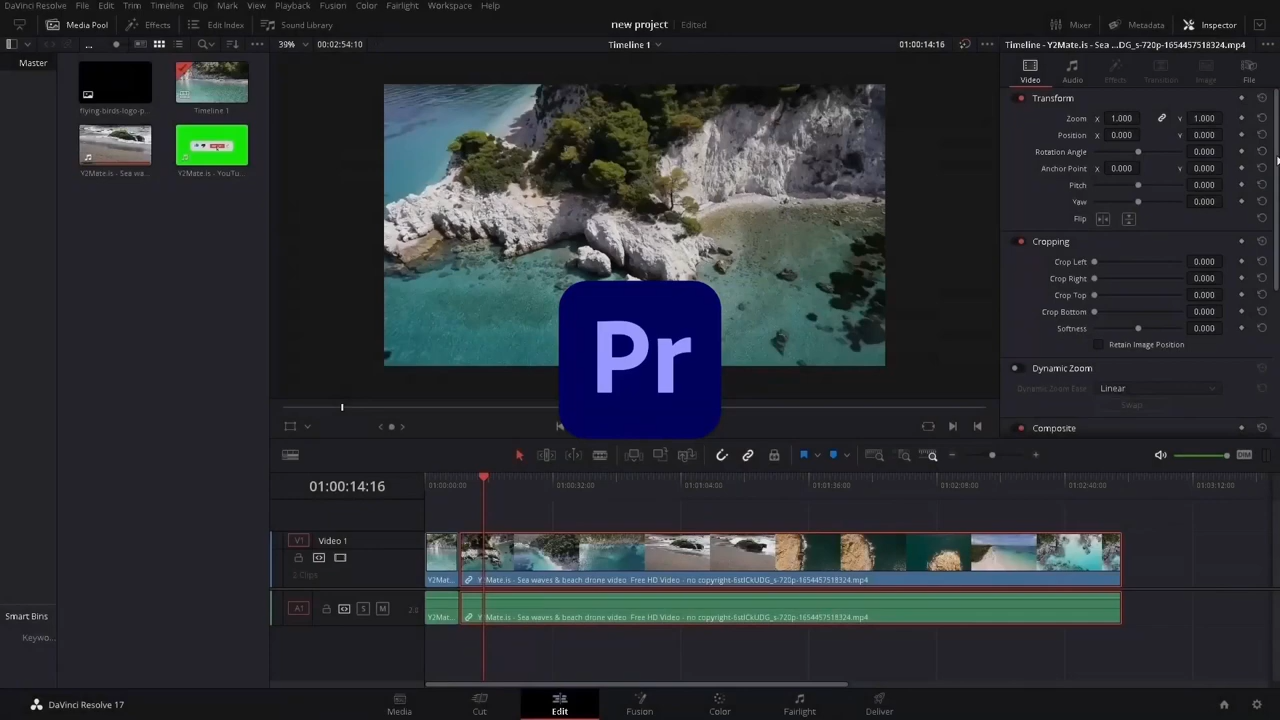 DaVinci Resolve File Edit Trim Timeline Clip Mark View Playback Fusion Color Fairlight Workspace Help
Media Pool Effects Edit Index Sound Library new project Edited Mixer Metadata Inspector
... 39% 00:02:54:10 Timeline 1 01:00:14:16 ... Timeline - Y2Mate.is - Sea ...DG_s-720p-1654457518324.mp4
Master
flying-birds-logo-p...
Timeline 1
Y2Mate.is - Sea wa...
Y2Mate.is - YouTu...
Video Audio Effects Transition Image File
Transform
Zoom X 1.000 Y 1.000
Position X 0.000 Y 0.000
Rotation Angle 0.000
Anchor Point X 0.000 Y 0.000
Pitch 0.000
Yaw 0.000
Flip
Cropping
Crop Left 0.000
Crop Right 0.000
Crop Top 0.000
Crop Bottom 0.000
Softness 0.000
Retain Image Position
Dynamic Zoom
Dynamic Zoom Ease Linear
Swap
Composite
Pr
DIM
01:00:14:16
01:00:00:00 01:00:32:00 01:01:04:00 01:01:36:00 01:02:08:00 01:02:40:00 01:03:12:00
V1 Video 1
2 Clips
Y2Mat... Y2Mate.is - Sea waves & beach drone video Free HD Video - no copyright-6stICkUDG_s-720p-1654457518324.mp4
A1 S M 2.0
Y2Mat... Y2Mate.is - Sea waves & beach drone video Free HD Video - no copyright-6stICkUDG_s-720p-1654457518324.mp4
Smart Bins
Keywo...
DaVinci Resolve 17
Media Cut Edit Fusion Color Fairlight Deliver